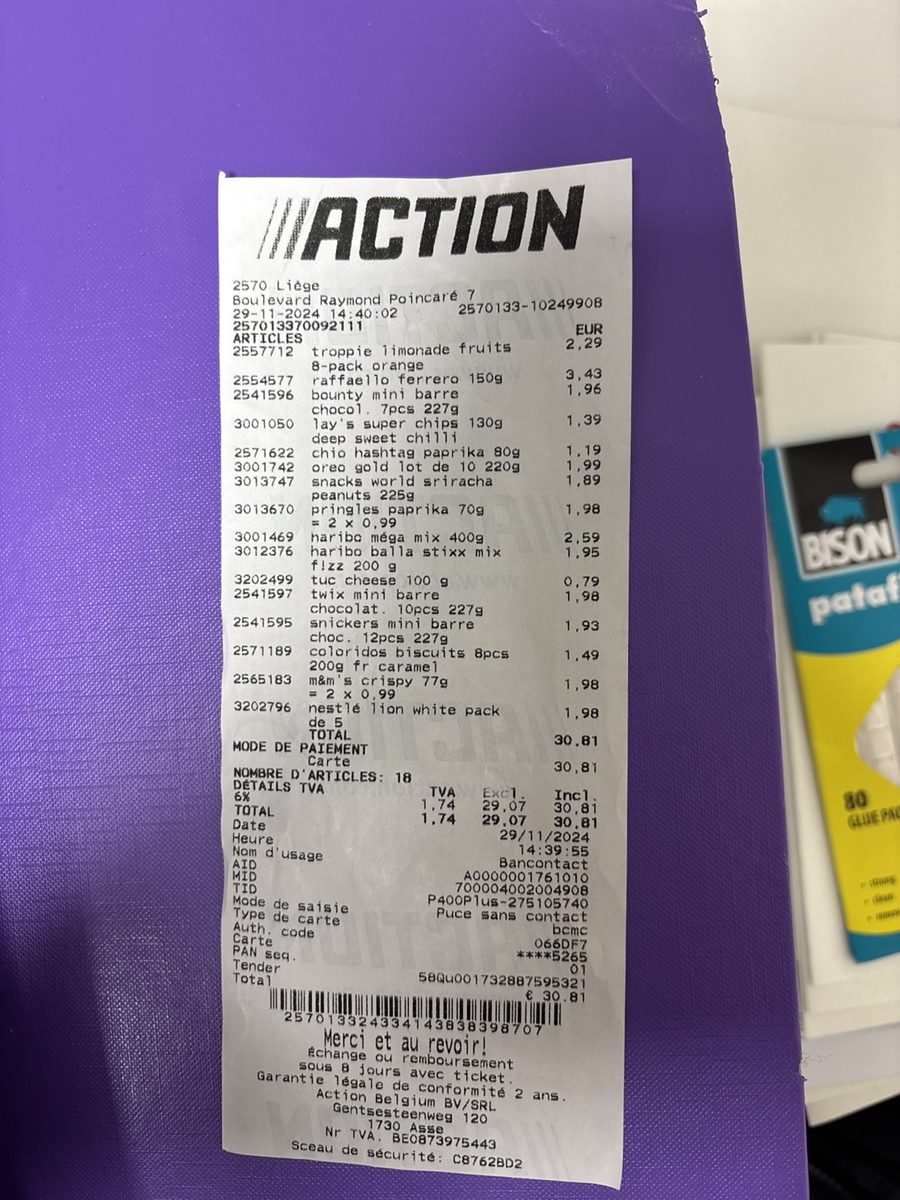 ///ACTION
2570 Liège
Boulevard Raymond Poincaré 7
29-11-2024 14:40:02 2570133-10249908
257013370092111
ARTICLES EUR
2557712 troppie limonade fruits 2,29
8-pack orange
2554577 raffaello ferrero 150g 3,43
2541596 bounty mini barre 1,96
chocol. 7pcs 227g
3001050 lay's super chips 130g 1,39
deep sweet chilli
2571622 chio hashtag paprika 80g 1,19
3001742 oreo gold lot de 10 220g 1,99
3013747 snacks world sriracha 1,89
peanuts 225g
3013670 pringles paprika 70g 1,98
= 2 x 0,99
3001469 haribo méga mix 400g 2,59
3012376 haribo balla stixx mix 1,95
f!zz 200 g
3202499 tuc cheese 100 g 0,79
2541597 twix mini barre 1,98
chocolat. 10pcs 227g
2541595 snickers mini barre 1,93
choc. 12pcs 227g
2571189 coloridos biscuits 8pcs 1,49
200g fr caramel
2565183 m&m's crispy 77g 1,98
= 2 x 0,99
3202796 nestlé lion white pack 1,98
de 5
TOTAL 30,81
MODE DE PAIEMENT
Carte 30,81
NOMBRE D'ARTICLES: 18
DÉTAILS TVA TVA Excl. Incl.
6% 1,74 29,07 30,81
TOTAL 1,74 29,07 30,81
Date 29/11/2024
Heure 14:39:55
Nom d'usage Bancontact
AID A0000001761010
MID 700004002004908
TID P400Plus-275105740
Mode de saisie Puce sans contact
Type de carte bcmc
Auth. code 066DF7
Carte ****5265
PAN seq. 01
Tender 58QU001732887595321
Total € 30.81
2570133243341438383987​07
Merci et au revoir!
Échange ou remboursement
sous 8 jours avec ticket.
Garantie légale de conformité 2 ans.
Action Belgium BV/SRL
Gentsesteenweg 120
1730 Asse
Nr TVA. BE0873975443
Sceau de sécurité: C8762BD2
BISON
80